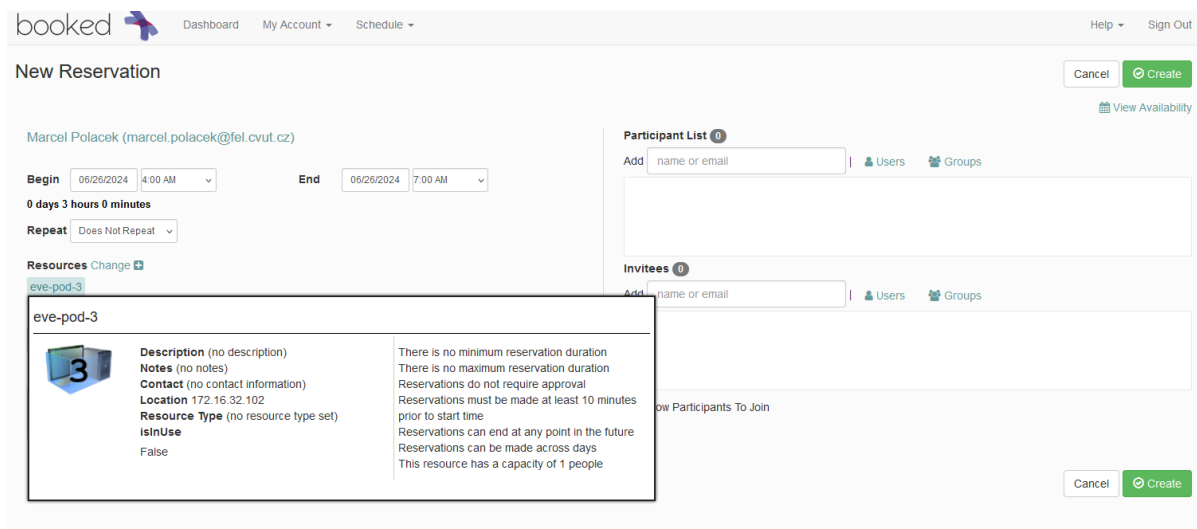 booked Dashboard My Account Schedule Help Sign Out
New Reservation Cancel Create
View Availability
Marcel Polacek (marcel.polacek@fel.cvut.cz)
Begin 06/26/2024 4:00 AM End 06/26/2024 7:00 AM
0 days 3 hours 0 minutes
Repeat Does Not Repeat
Resources Change
eve-pod-3
Participant List 0
Add name or email | Users Groups
Invitees 0
Add name or email | Users Groups
ow Participants To Join
eve-pod-3
3
Description (no description)
Notes (no notes)
Contact (no contact information)
Location 172.16.32.102
Resource Type (no resource type set)
isInUse
False
There is no minimum reservation duration
There is no maximum reservation duration
Reservations do not require approval
Reservations must be made at least 10 minutes
prior to start time
Reservations can end at any point in the future
Reservations can be made across days
This resource has a capacity of 1 people
Cancel Create